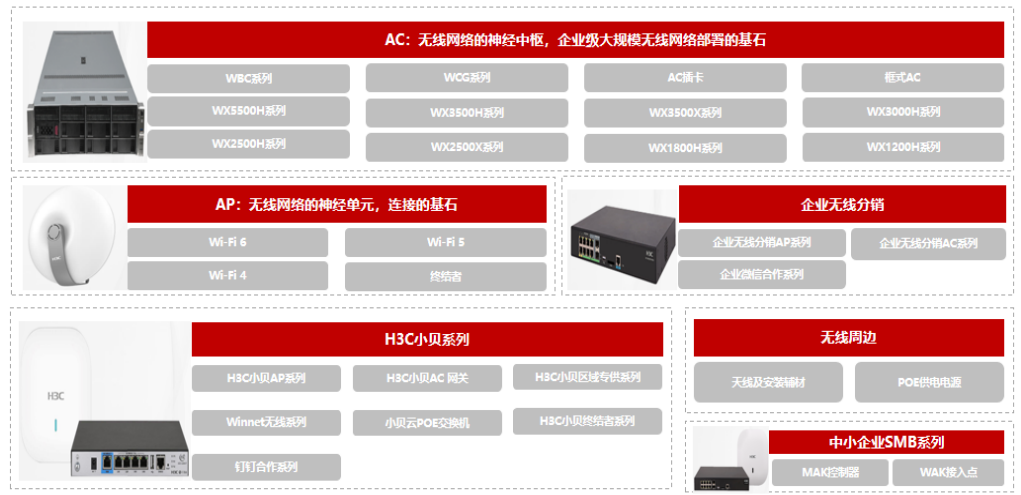 AC：无线网络的神经中枢，企业级大规模无线网络部署的基石
WBC系列
WCG系列
AC插卡
框式AC
WX5500H系列
WX3500H系列
WX3500X系列
WX3000H系列
WX2500H系列
WX2500X系列
WX1800H系列
WX1200H系列
AP：无线网络的神经单元，连接的基石
Wi-Fi 6
Wi-Fi 5
Wi-Fi 4
终结者
企业无线分销
企业无线分销AP系列
企业无线分销AC系列
企业微信合作系列
H3C小贝系列
H3C
H3C小贝AP系列
H3C小贝AC 网关
H3C小贝区域专供系列
Winnet无线系列
小贝云POE交换机
H3C小贝终结者系列
钉钉合作系列
无线周边
天线及安装辅材
POE供电电源
中小企业SMB系列
H3C
MAK控制器
WAK接入点